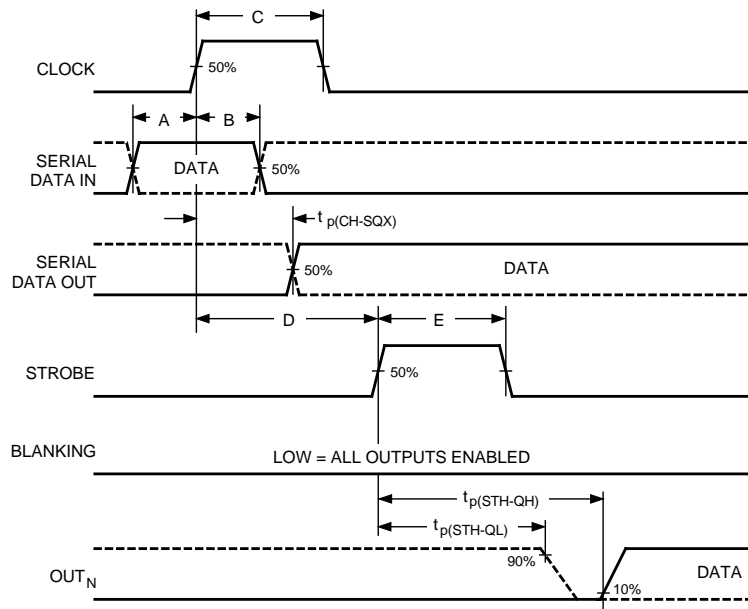 C
CLOCK
50%
A
B
SERIAL
DATA IN
DATA
50%
t p(CH-SQX)
SERIAL
DATA OUT
50%
DATA
D
E
STROBE
50%
BLANKING
LOW = ALL OUTPUTS ENABLED
t p(STH-QH)
t p(STH-QL)
OUT N
90%
10%
DATA